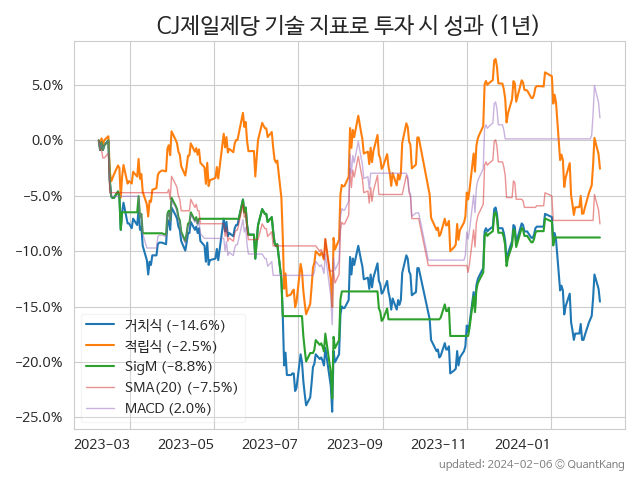 CJ제일제당 기술 지표로 투자 시 성과 (1년)
5.0%
0.0%
−5.0%
−10.0%
−15.0%
−20.0%
−25.0%
거치식 (−14.6%)
적립식 (−2.5%)
SigM (−8.8%)
SMA(20) (−7.5%)
MACD (2.0%)
2023-03 2023-05 2023-07 2023-09 2023-11 2024-01
updated: 2024-02-06 © QuantKang